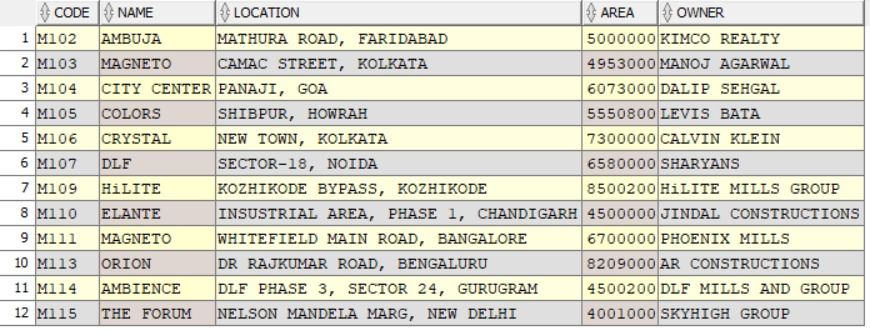 CODE NAME LOCATION AREA OWNER
1 M102 AMBUJA MATHURA ROAD, FARIDABAD 5000000 KIMCO REALTY
2 M103 MAGNETO CAMAC STREET, KOLKATA 4953000 MANOJ AGARWAL
3 M104 CITY CENTER PANAJI, GOA 6073000 DALIP SEHGAL
4 M105 COLORS SHIBPUR, HOWRAH 5550800 LEVIS BATA
5 M106 CRYSTAL NEW TOWN, KOLKATA 7300000 CALVIN KLEIN
6 M107 DLF SECTOR-18, NOIDA 6580000 SHARYANS
7 M109 HiLITE KOZHIKODE BYPASS, KOZHIKODE 8500200 HiLITE MILLS GROUP
8 M110 ELANTE INSUSTRIAL AREA, PHASE 1, CHANDIGARH 4500000 JINDAL CONSTRUCTIONS
9 M111 MAGNETO WHITEFIELD MAIN ROAD, BANGALORE 6700000 PHOENIX MILLS
10 M113 ORION DR RAJKUMAR ROAD, BENGALURU 8209000 AR CONSTRUCTIONS
11 M114 AMBIENCE DLF PHASE 3, SECTOR 24, GURUGRAM 4500200 DLF MILLS AND GROUP
12 M115 THE FORUM NELSON MANDELA MARG, NEW DELHI 4001000 SKYHIGH GROUP